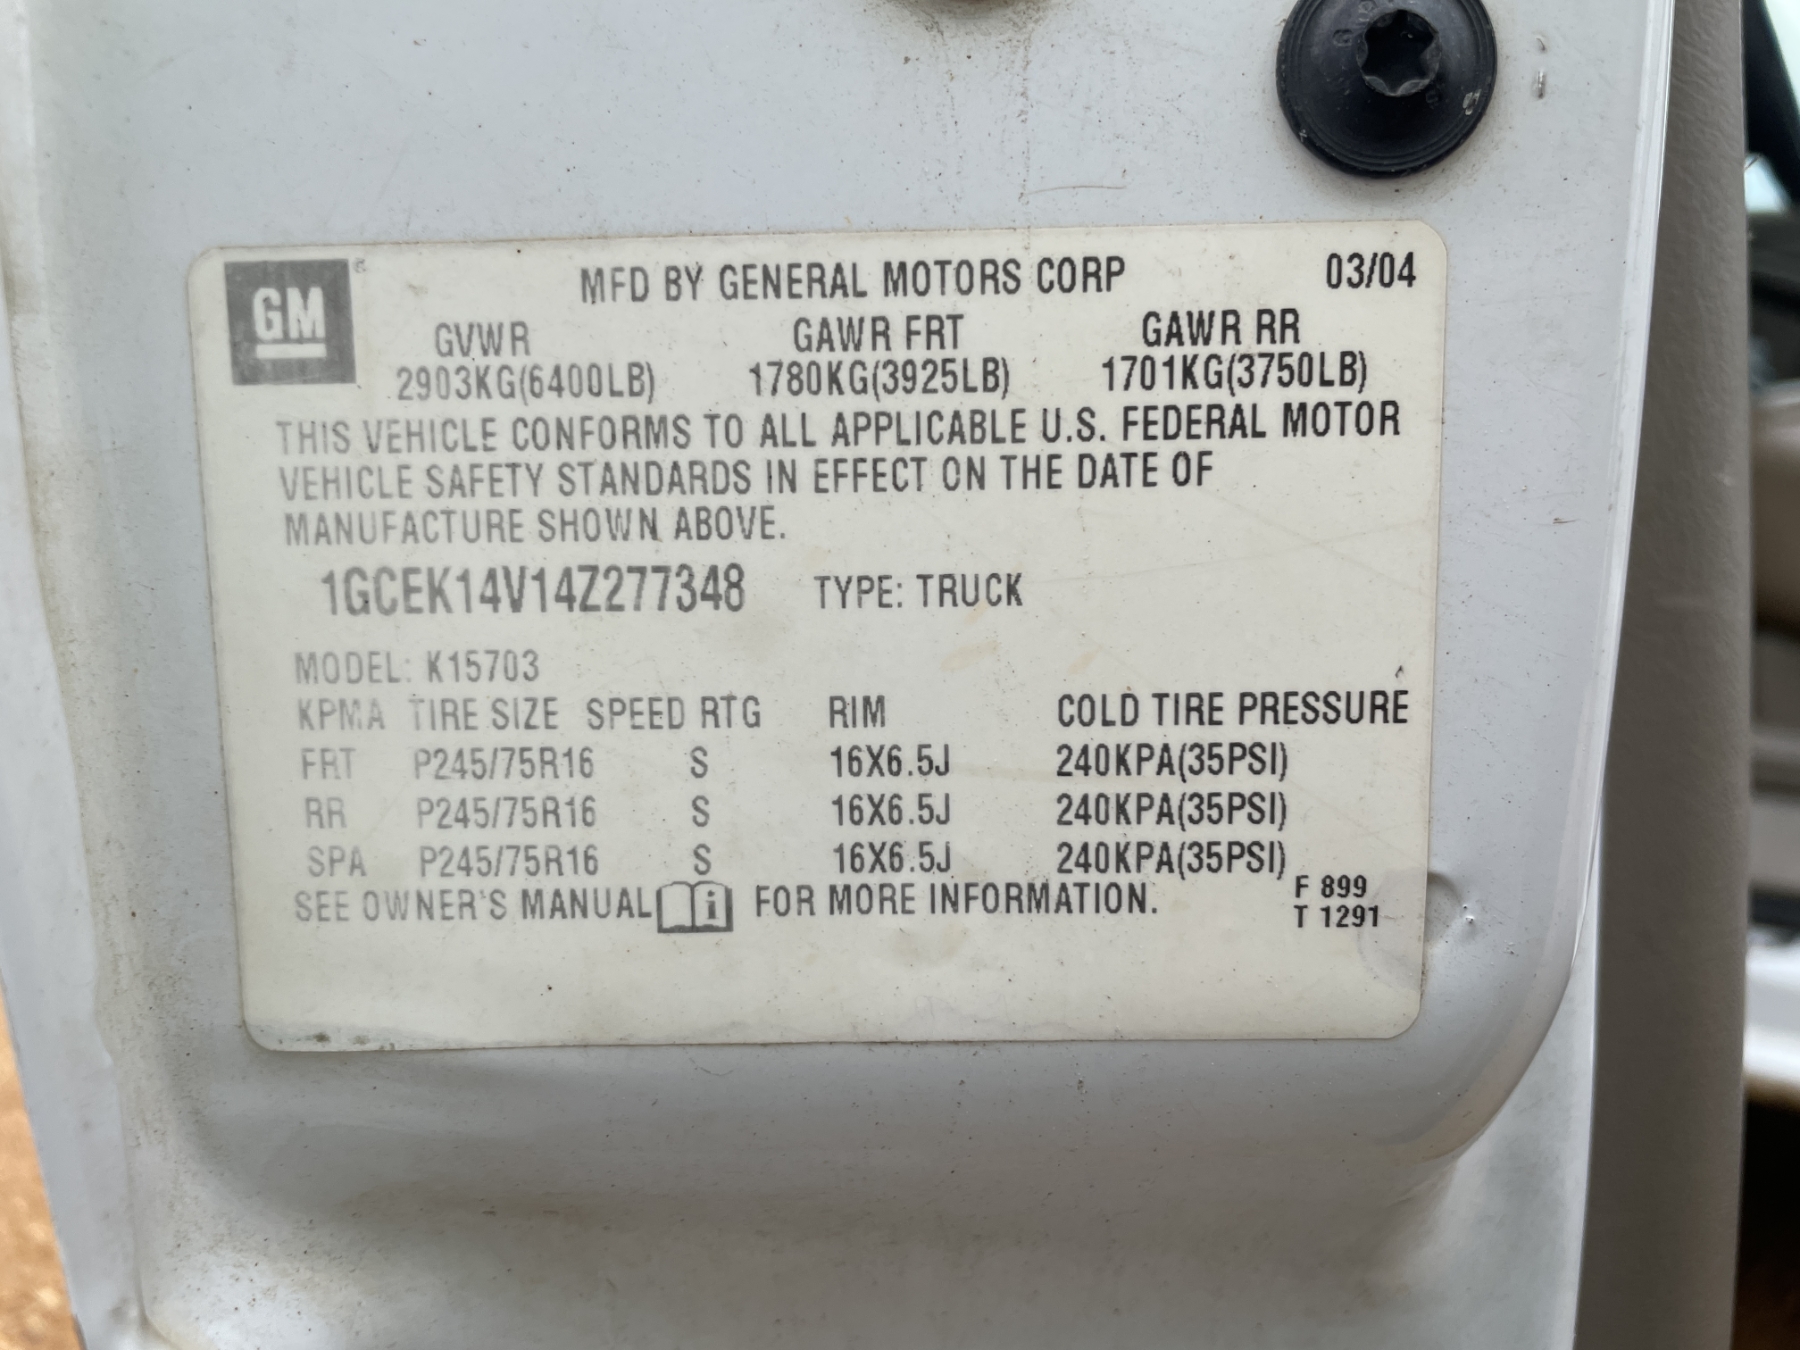 GM
MFD BY GENERAL MOTORS CORP 03/04
GVWR GAWR FRT GAWR RR
2903KG(6400LB) 1780KG(3925LB) 1701KG(3750LB)
THIS VEHICLE CONFORMS TO ALL APPLICABLE U.S. FEDERAL MOTOR
VEHICLE SAFETY STANDARDS IN EFFECT ON THE DATE OF
MANUFACTURE SHOWN ABOVE.
1GCEK14V14Z277348 TYPE: TRUCK
MODEL: K15703
KPMA TIRE SIZE SPEED RTG RIM COLD TIRE PRESSURE
FRT P245/75R16 S 16X6.5J 240KPA(35PSI)
RR P245/75R16 S 16X6.5J 240KPA(35PSI)
SPA P245/75R16 S 16X6.5J 240KPA(35PSI)
SEE OWNER'S MANUAL i FOR MORE INFORMATION.
F 899
T 1291